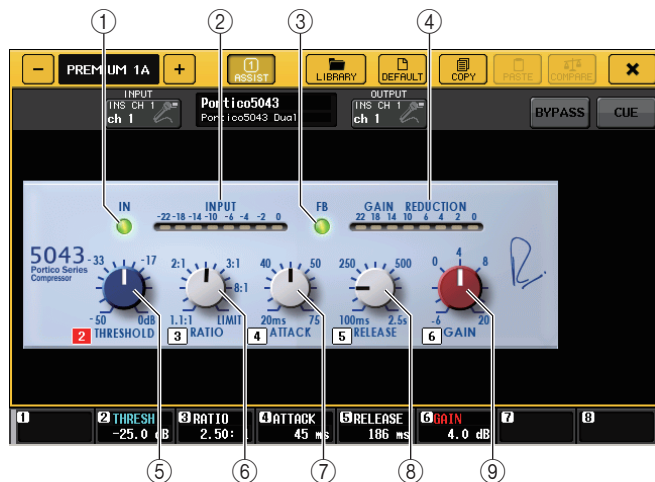 ① ② ③ ④
− PREMIUM 1A + 1 ASSIST LIBRARY DEFAULT COPY PASTE COMPARE ×
INPUT OUTPUT
INS CH 1 Portico5043 INS CH 1
ch 1 Portico5043 Dual ch 1 BYPASS CUE
IN INPUT FB GAIN REDUCTION
-22 -18 -14 -10 -6 -4 -2 0 22 18 14 10 6 4 2 0
5043
Portico Series
Compressor
-33 -17 2:1 3:1 40 50 250 500 0 4 8
8:1
-50 0dB 1.1:1 LIMIT 20ms 75 100ms 2.5s -6 20
2 THRESHOLD 3 RATIO 4 ATTACK 5 RELEASE 6 GAIN
1 2 THRESH 3 RATIO 4 ATTACK 5 RELEASE 6 GAIN 7 8
-25.0 dB 2.50: 1 45 ms 186 ms 4.0 dB
⑤ ⑥ ⑦ ⑧ ⑨